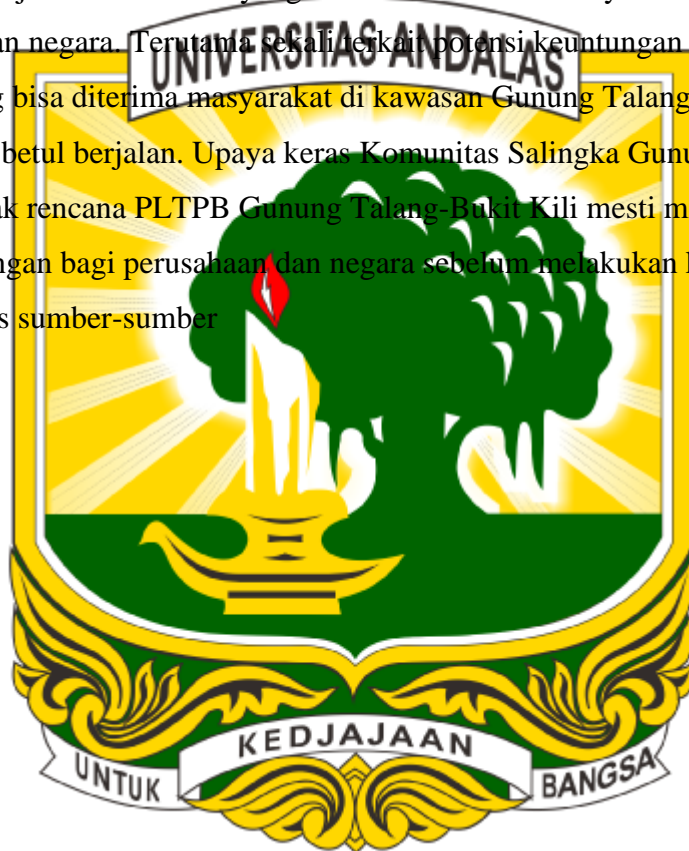 an negara. Terutama sekali terkait potensi keuntungan
UNIVERSITAS ANDALAS
g bisa diterima masyarakat di kawasan Gunung Talang
betul berjalan. Upaya keras Komunitas Salingka Gunu
ak rencana PLTPB Gunung Talang-Bukit Kili mesti m
ngan bagi perusahaan dan negara sebelum melakukan
s sumber-sumber
UNTUK KEDJAJAAN BANGSA